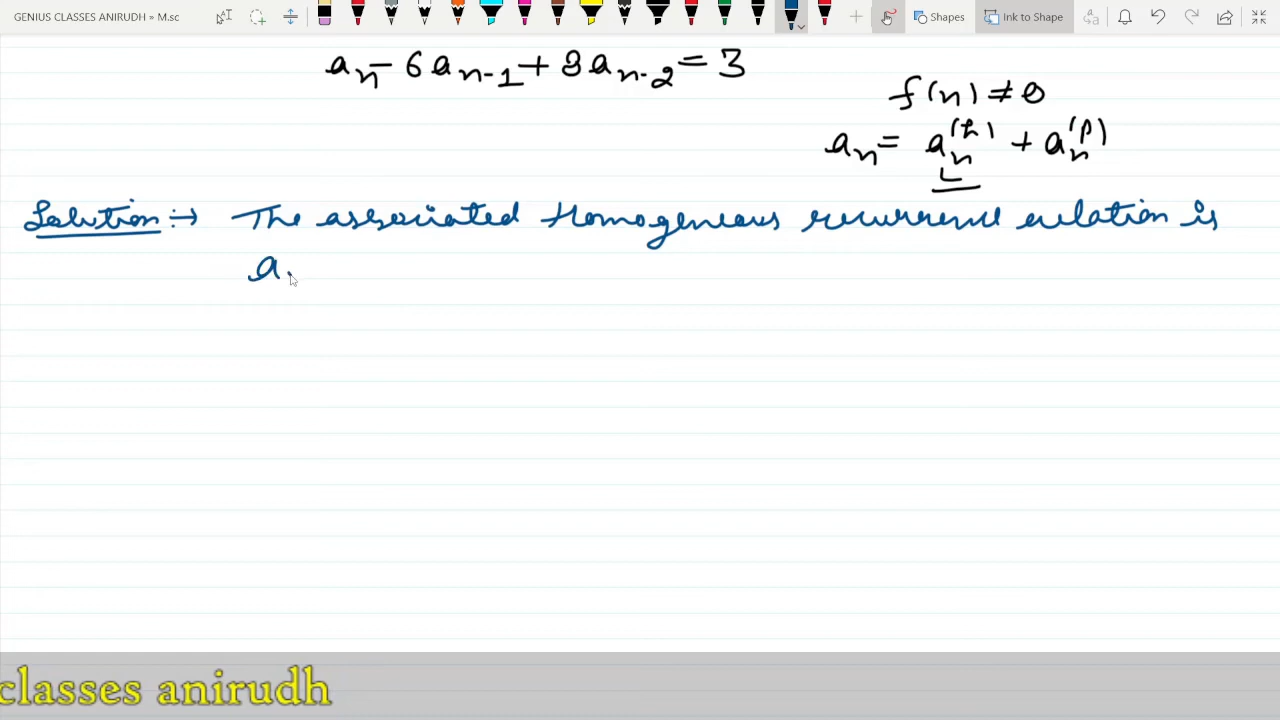 GENIUS CLASSES ANIRUDH » M.sc
Shapes
Ink to Shape
aₙ - 6aₙ₋₁ + 8aₙ₋₂ = 3
f(n) ≠ 0
aₙ = aₙ⁽ʰ⁾ + aₙ⁽ᵖ⁾
Solution :→ The associated Homogeneous recurrence relation is
a
classes anirudh